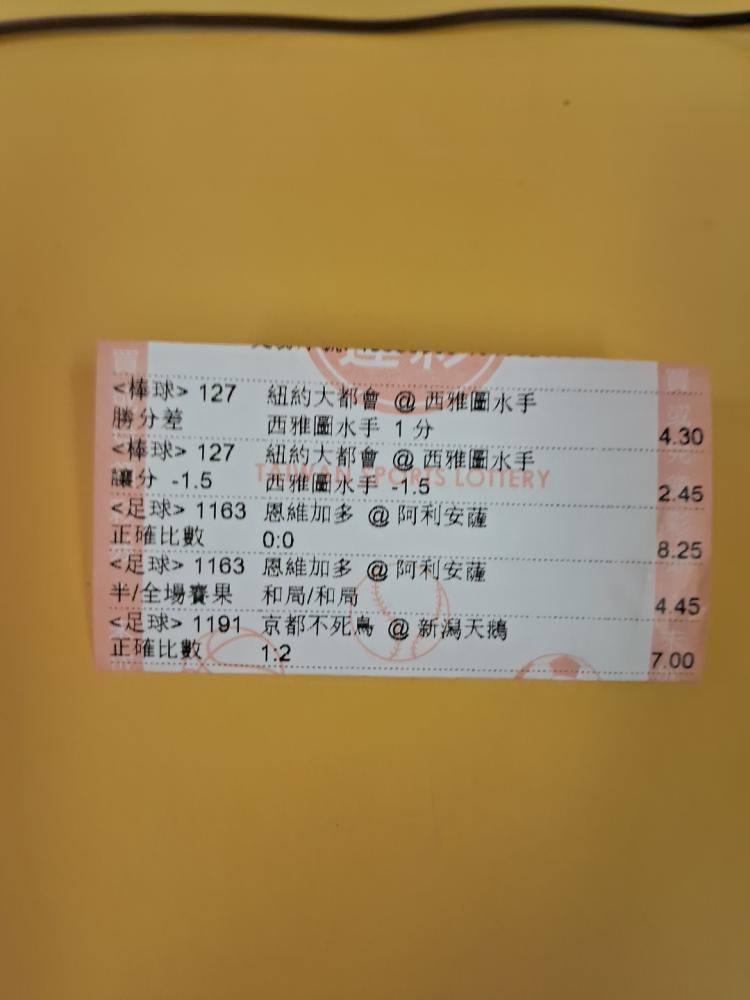 運彩
<棒球> 127 紐約大都會 @ 西雅圖水手
勝分差 西雅圖水手 1 分 4.30
<棒球> 127 紐約大都會 @ 西雅圖水手
讓分 -1.5 西雅圖水手 -1.5 2.45
TAIWAN SPORTS LOTTERY
<足球> 1163 恩維加多 @ 阿利安薩
正確比數 0:0 8.25
<足球> 1163 恩維加多 @ 阿利安薩
半/全場賽果 和局/和局 4.45
<足球> 1191 京都不死鳥 @ 新潟天鵝
正確比數 1:2 7.00